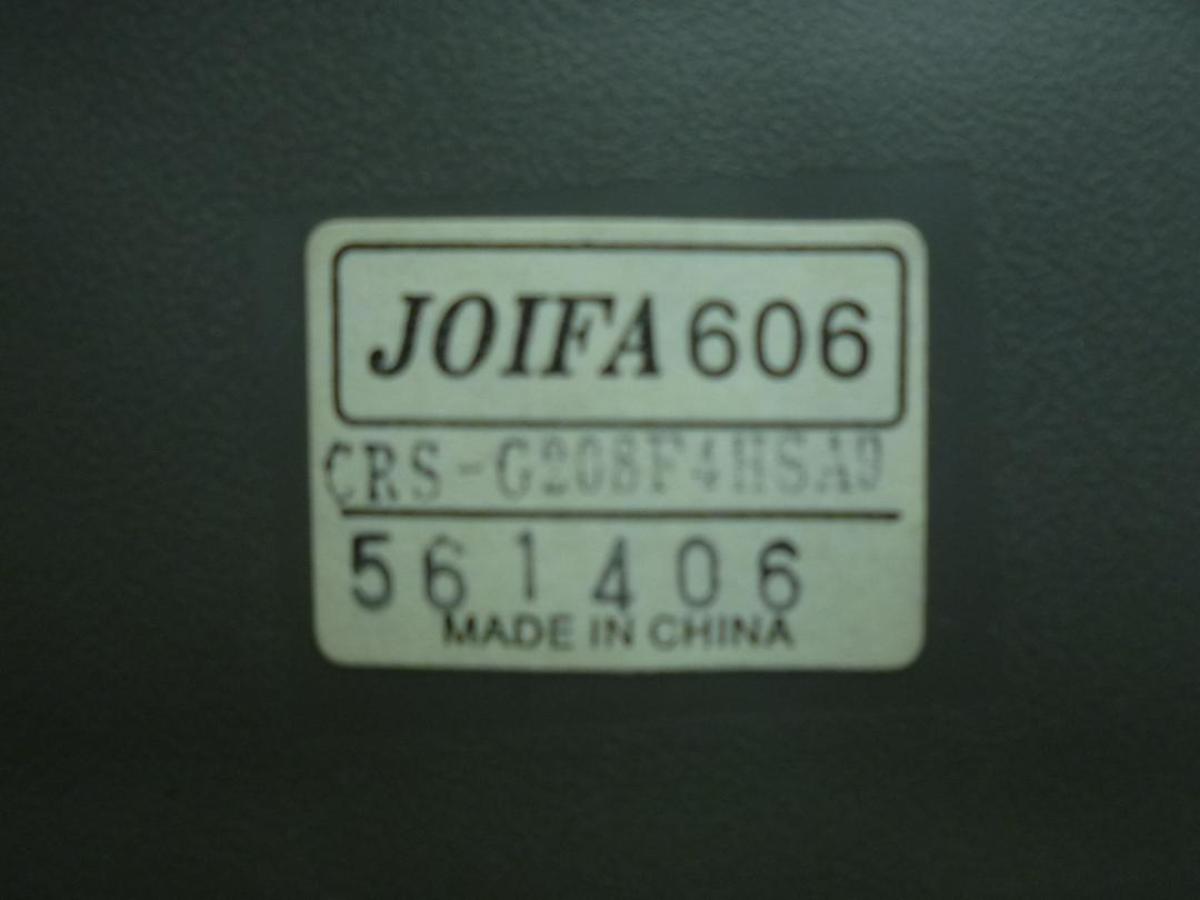 JOIFA 606
CRS-G208F4HSA9
561406
MADE IN CHINA